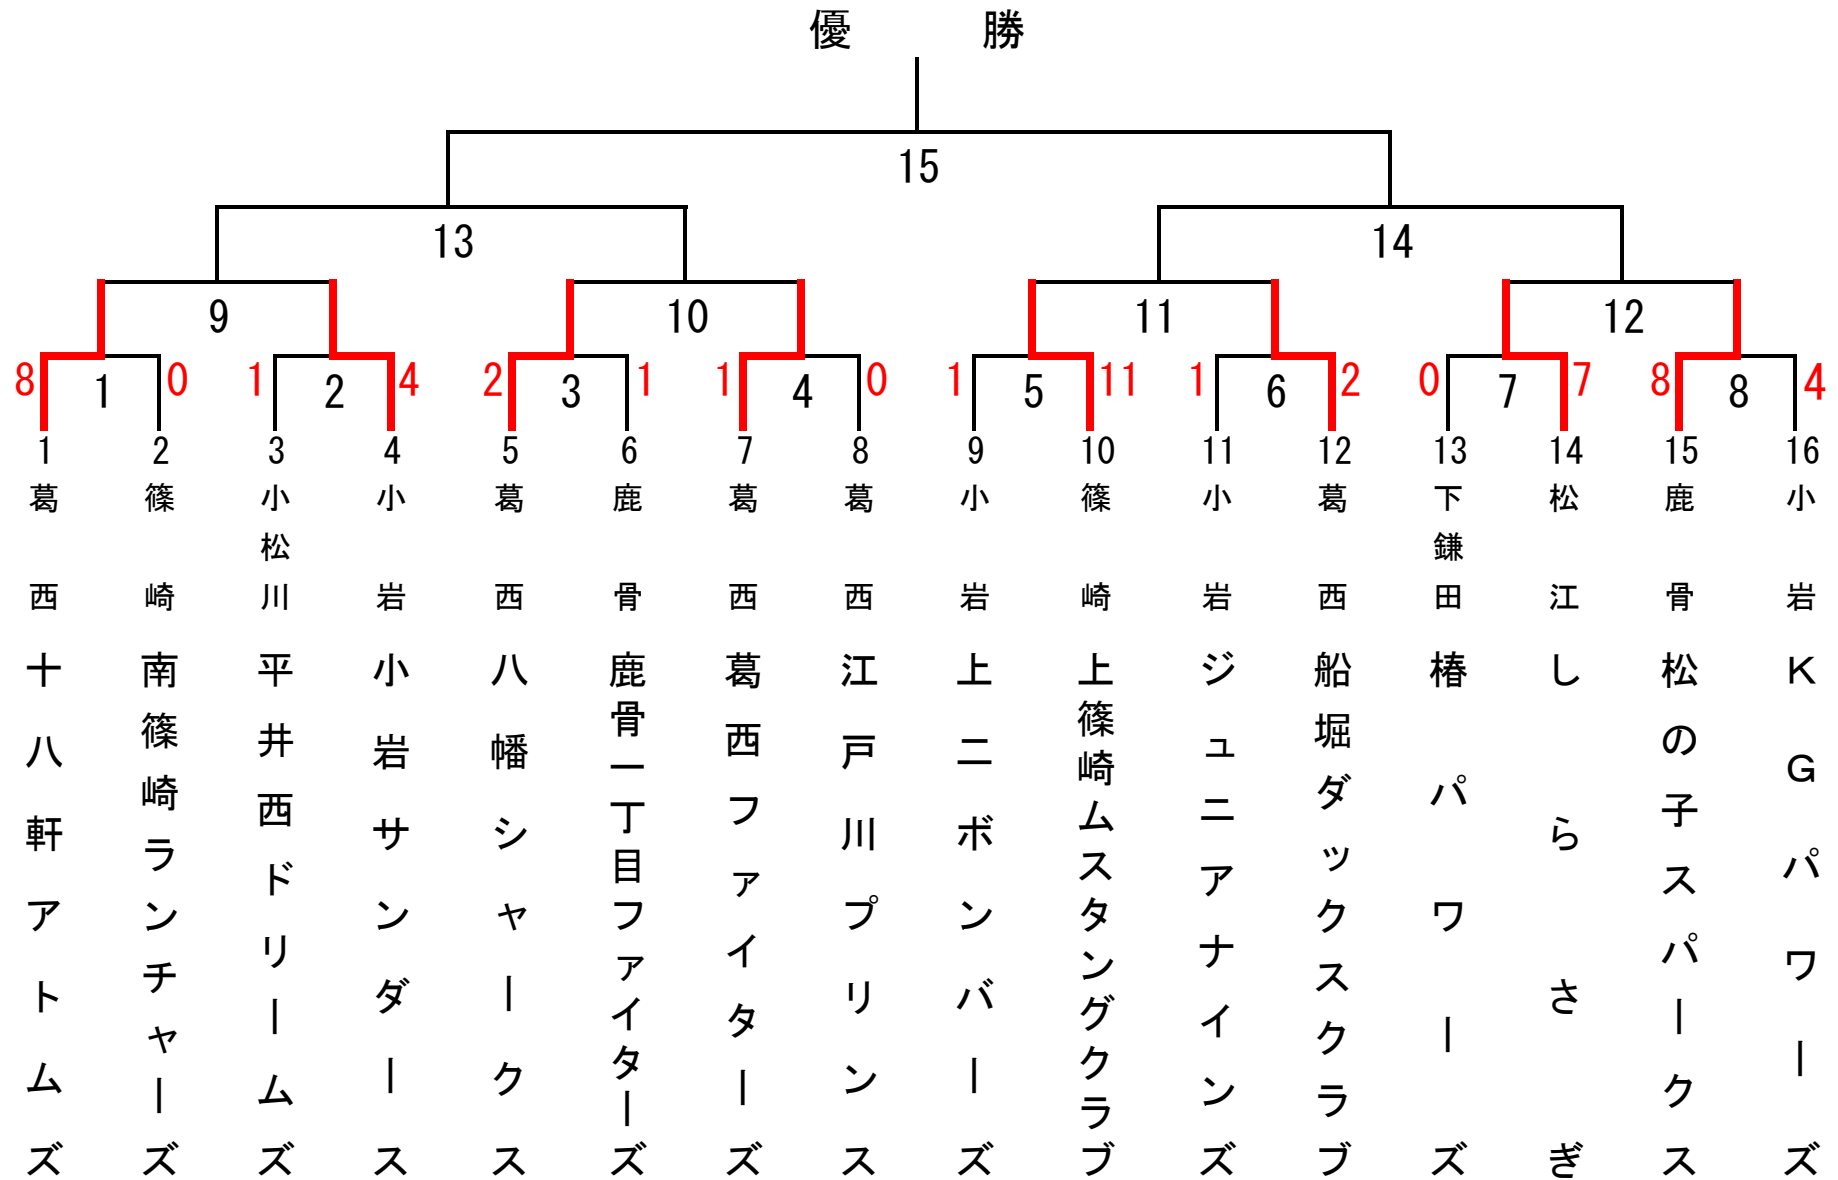 優勝
15
13
14
9
10
11
12
8 1 0
1 2 4
2 3 1
1 4 0
1 5 11
1 6 2
0 7 7
8 8 4
1
2
3
4
5
6
7
8
9
10
11
12
13
14
15
16
葛西
篠崎
小松川
小岩
葛西
鹿骨
葛西
葛西
小岩
篠崎
小岩
葛西
下鎌田
松江
鹿骨
小岩
十八軒アトムズ
南篠崎ランチャーズ
平井西ドリームズ
小岩サンダース
八幡シャークス
鹿骨一丁目ファイターズ
葛西ファイターズ
江戸川プリンス
上ニボンバーズ
上篠崎ムスタングクラブ
ジュニアナインズ
船堀ダックスクラブ
椿パワーズ
しらさぎ
松の子スパークス
KGパワーズ